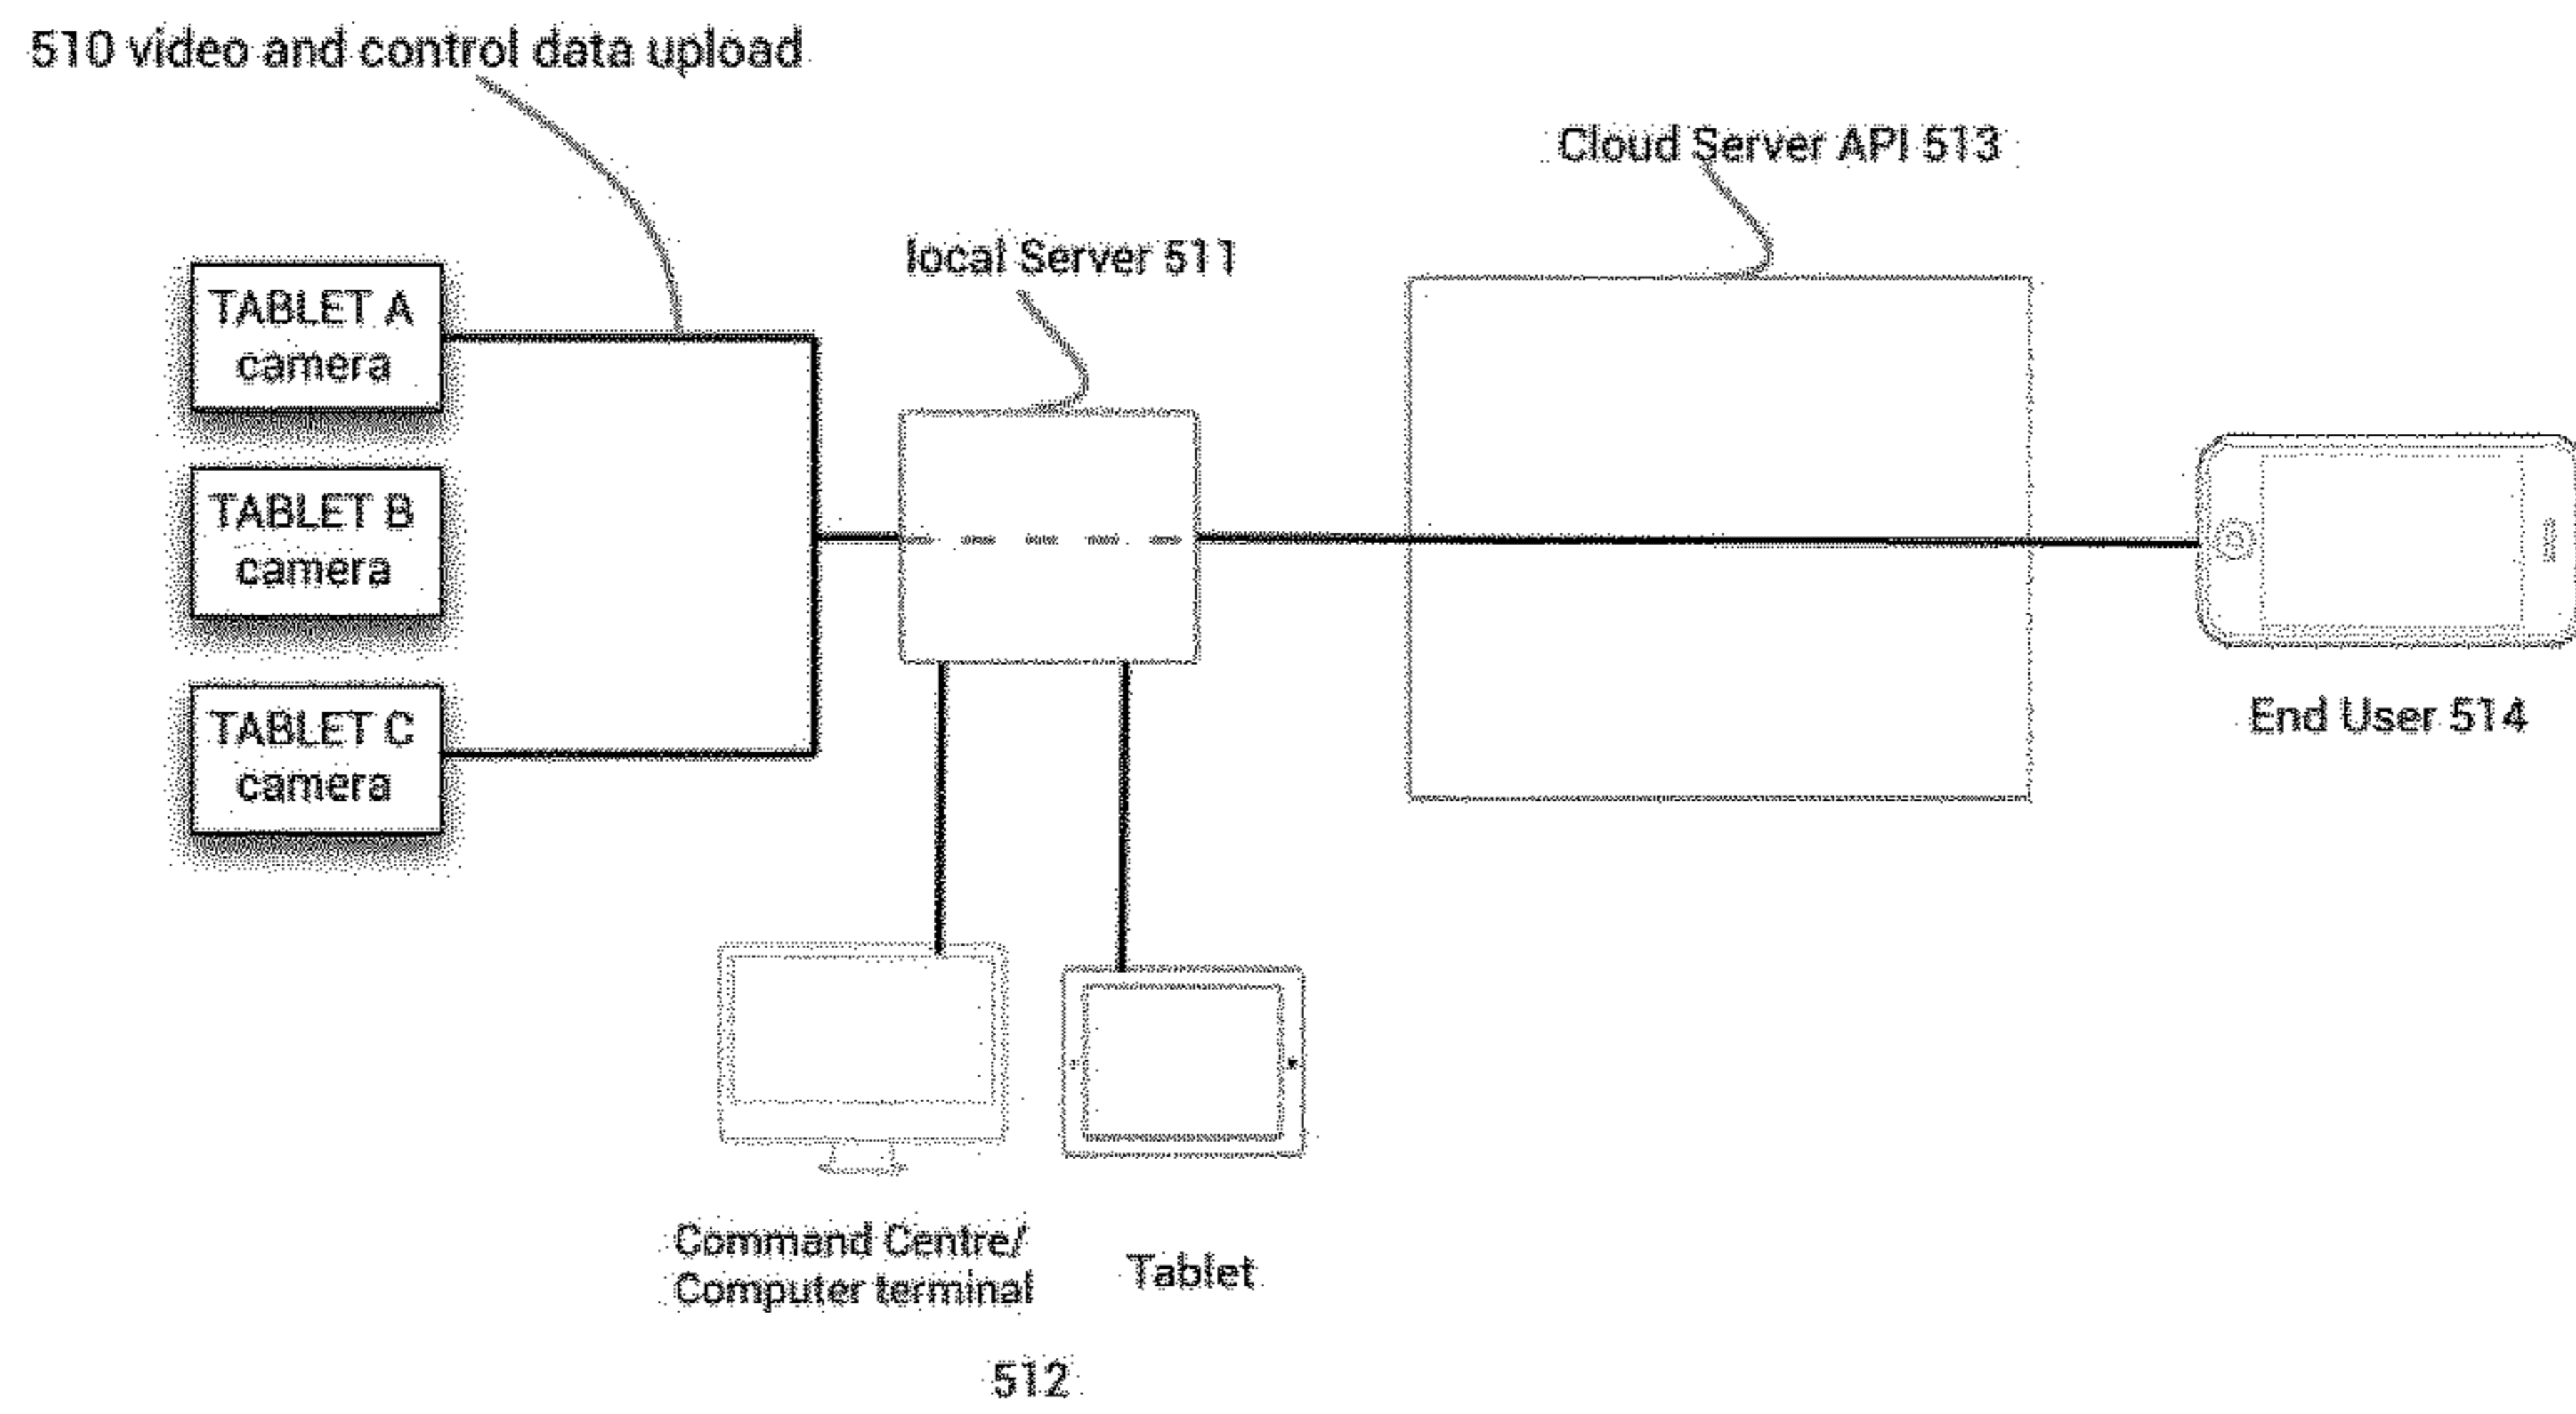 510 video and control data upload
Cloud Server API 513
local Server 511
TABLET A
camera
TABLET B
camera
TABLET C
camera
End User 514
Command Centre/
Computer terminal
Tablet
512